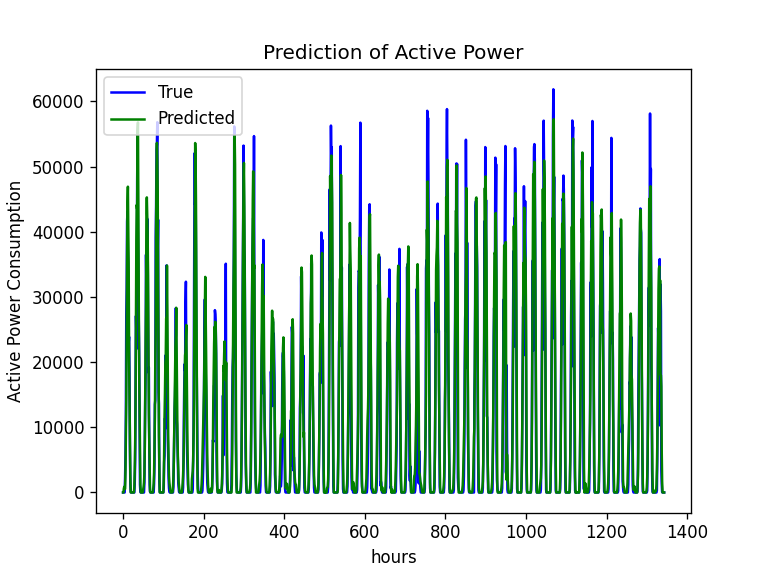 Prediction of Active Power
True
Predicted
Active Power Consumption
60000
50000
40000
30000
20000
10000
0
0 200 400 600 800 1000 1200 1400
hours